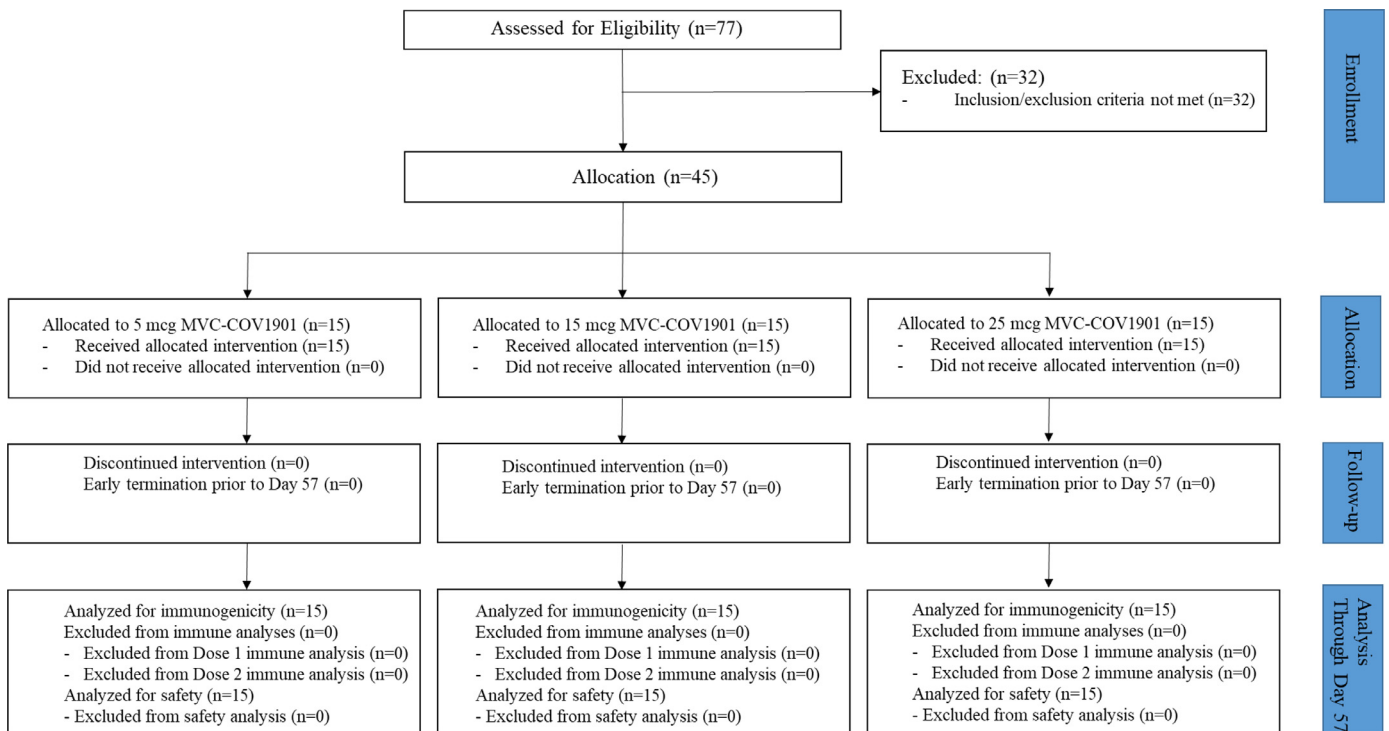 Assessed for Eligibility (n=77)
Enrollment
Excluded: (n=32)
- Inclusion/exclusion criteria not met (n=32)
Allocation (n=45)
Allocated to 5 mcg MVC-COV1901 (n=15)
- Received allocated intervention (n=15)
- Did not receive allocated intervention (n=0)
Allocated to 15 mcg MVC-COV1901 (n=15)
- Received allocated intervention (n=15)
- Did not receive allocated intervention (n=0)
Allocated to 25 mcg MVC-COV1901 (n=15)
- Received allocated intervention (n=15)
- Did not receive allocated intervention (n=0)
Allocation
Discontinued intervention (n=0)
Early termination prior to Day 57 (n=0)
Discontinued intervention (n=0)
Early termination prior to Day 57 (n=0)
Discontinued intervention (n=0)
Early termination prior to Day 57 (n=0)
Follow-up
Analyzed for immunogenicity (n=15)
Excluded from immune analyses (n=0)
- Excluded from Dose 1 immune analysis (n=0)
- Excluded from Dose 2 immune analysis (n=0)
Analyzed for safety (n=15)
- Excluded from safety analysis (n=0)
Analyzed for immunogenicity (n=15)
Excluded from immune analyses (n=0)
- Excluded from Dose 1 immune analysis (n=0)
- Excluded from Dose 2 immune analysis (n=0)
Analyzed for safety (n=15)
- Excluded from safety analysis (n=0)
Analyzed for immunogenicity (n=15)
Excluded from immune analyses (n=0)
- Excluded from Dose 1 immune analysis (n=0)
- Excluded from Dose 2 immune analysis (n=0)
Analyzed for safety (n=15)
- Excluded from safety analysis (n=0)
Analysis
Through Day 57